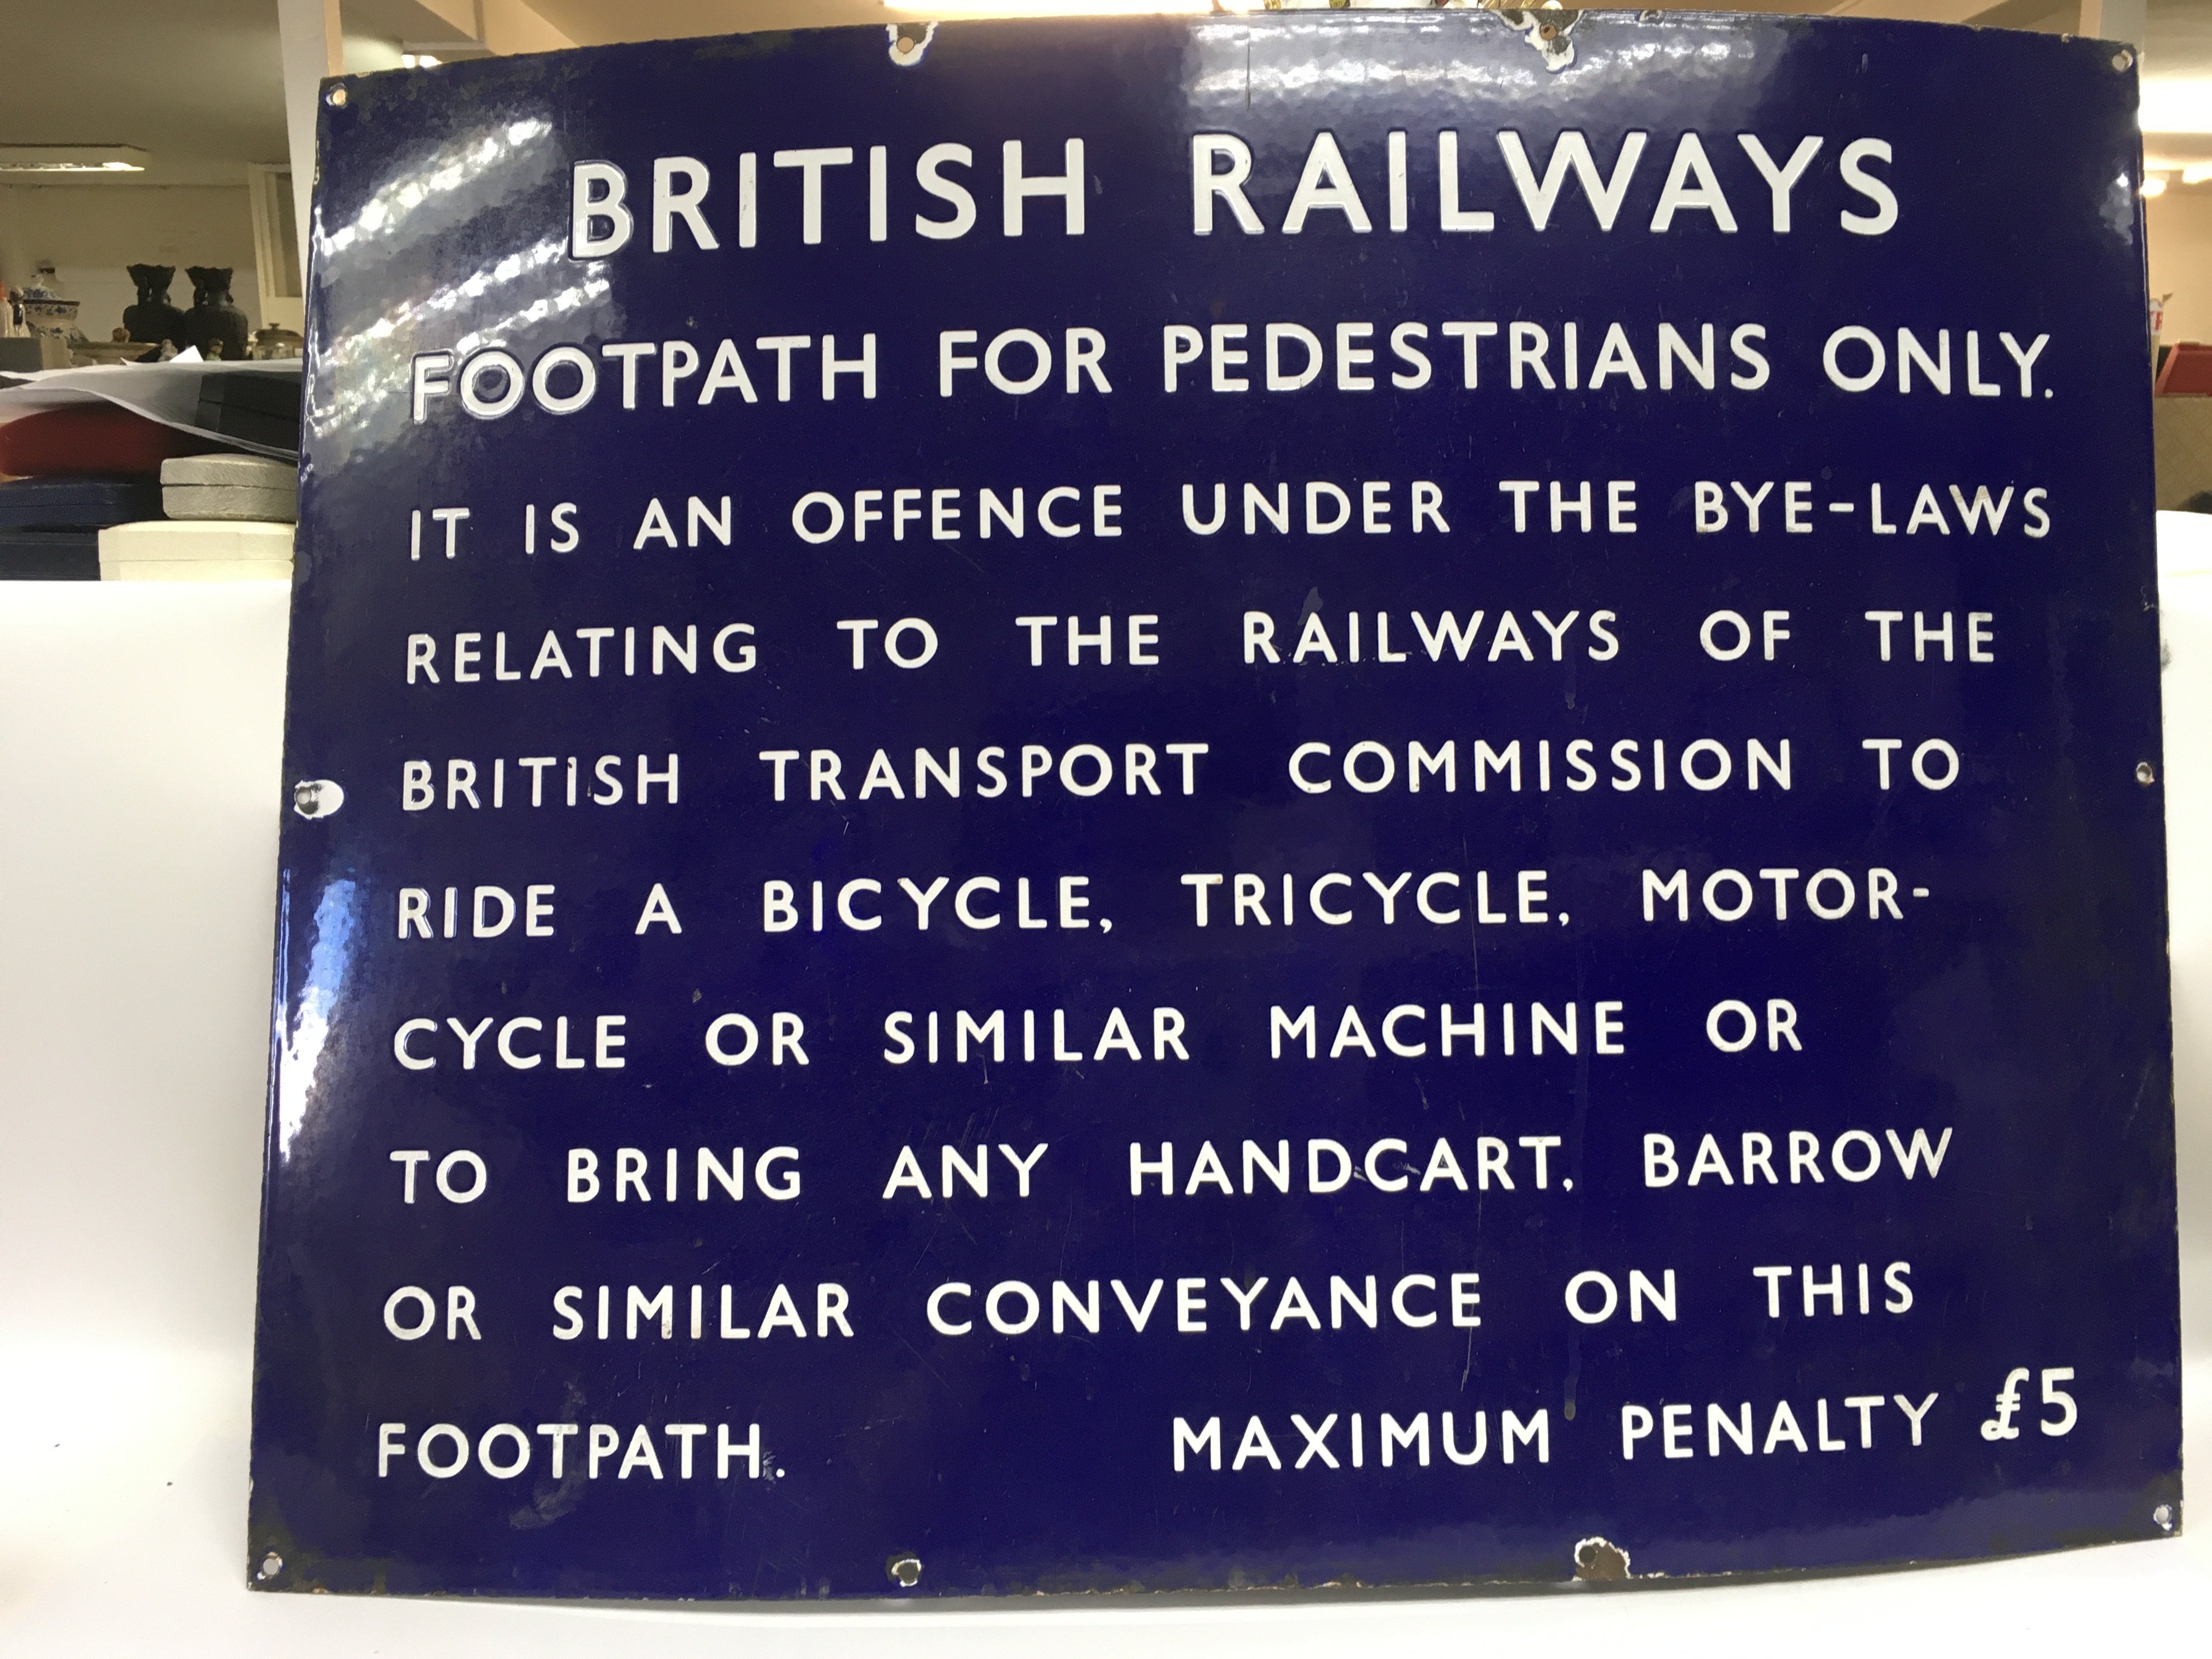 BRITISH RAILWAYS
FOOTPATH FOR PEDESTRIANS ONLY.
IT IS AN OFFENCE UNDER THE BYE-LAWS
RELATING TO THE RAILWAYS OF THE
BRITISH TRANSPORT COMMISSION TO
RIDE A BICYCLE, TRICYCLE, MOTOR-
CYCLE OR SIMILAR MACHINE OR
TO BRING ANY HANDCART, BARROW
OR SIMILAR CONVEYANCE ON THIS
FOOTPATH. MAXIMUM PENALTY £5